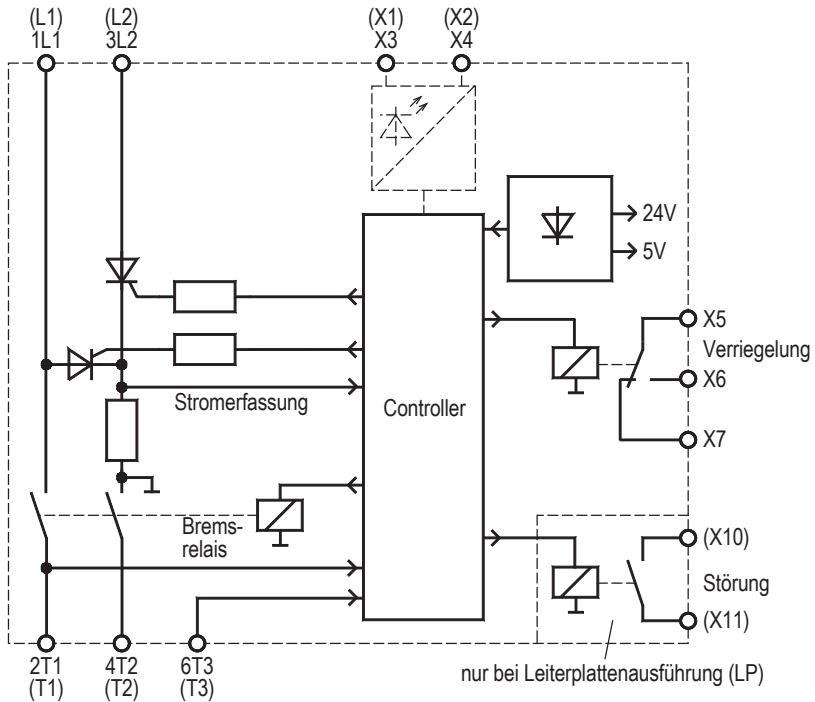 (L1) (L2) (X1) (X2)
1L1 3L2 X3 X4
24V
5V
X5
Verriegelung
X6
Stromerfassung
Controller
X7
Brems-
relais
(X10)
Störung
(X11)
2T1 4T2 6T3
(T1) (T2) (T3)
nur bei Leiterplattenausführung (LP)